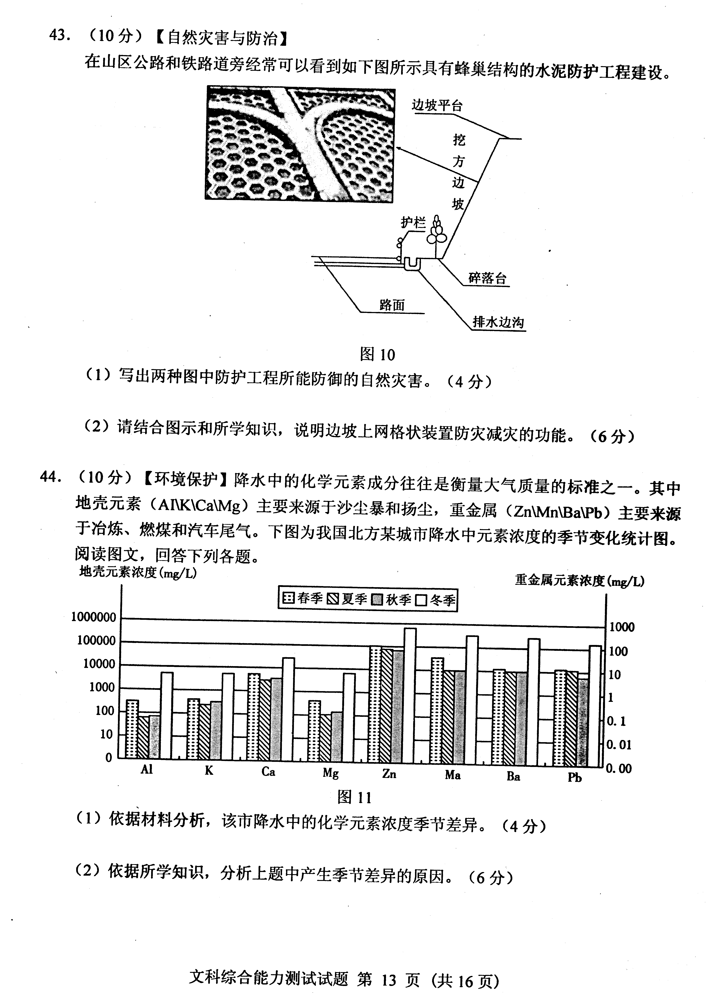 43. （10 分）【自然灾害与防治】
在山区公路和铁路道旁经常可以看到如下图所示具有蜂巢结构的水泥防护工程建设。
边坡平台
挖方边坡
护栏
碎落台
路面
排水边沟
图 10
（1）写出两种图中防护工程所能防御的自然灾害。（4 分）
（2）请结合图示和所学知识，说明边坡上网格状装置防灾减灾的功能。（6 分）
44. （10 分）【环境保护】降水中的化学元素成分往往是衡量大气质量的标准之一。其中
地壳元素（Al\K\Ca\Mg）主要来源于沙尘暴和扬尘，重金属（Zn\Mn\Ba\Pb）主要来源
于冶炼、燃煤和汽车尾气。下图为我国北方某城市降水中元素浓度的季节变化统计图。
阅读图文，回答下列各题。
地壳元素浓度(mg/L)
重金属元素浓度(mg/L)
春季 夏季 秋季 冬季
1000000
100000
10000
1000
100
10
0
1000
100
10
1
0.1
0.01
0.00
Al K Ca Mg Zn Ma Ba Pb
图 11
（1）依据材料分析，该市降水中的化学元素浓度季节差异。（4 分）
（2）依据所学知识，分析上题中产生季节差异的原因。（6 分）
文科综合能力测试试题 第 13 页 (共 16 页)